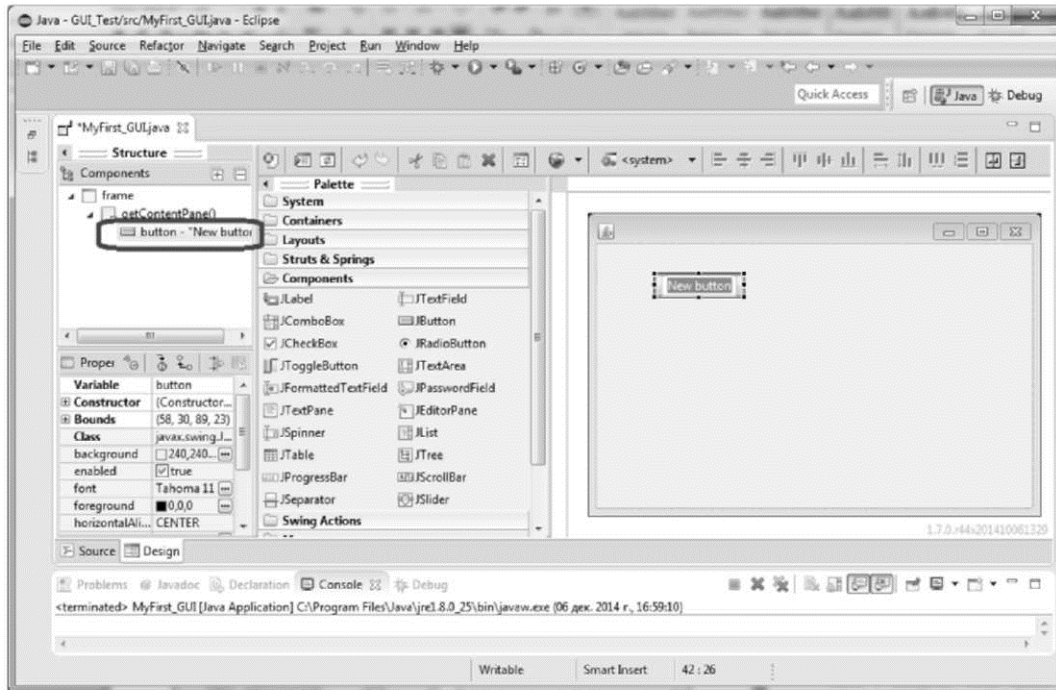 Java - GUI_Test/src/MyFirst_GUI.java - Eclipse
File Edit Source Refactor Navigate Search Project Run Window Help
Quick Access Java Debug
*MyFirst_GUI.java
Structure
Components
frame
getContentPane()
button - "New button
Proper
Variable button
Constructor (Constructor...
Bounds (58, 30, 89, 23)
Class javax.swing.J...
background 240,240...
enabled true
font Tahoma 11
foreground 0,0,0
horizontalAli... CENTER
<system>
Palette
System
Containers
Layouts
Struts & Springs
Components
JLabel JTextField
JComboBox JButton
JCheckBox JRadioButton
JToggleButton JTextArea
JFormattedTextField JPasswordField
JTextPane JEditorPane
JSpinner JList
JTable JTree
JProgressBar JScrollBar
JSeparator JSlider
Swing Actions
New button
1.7.0.r44x201410061329
Source Design
Problems Javadoc Declaration Console Debug
<terminated> MyFirst_GUI [Java Application] C:\Program Files\Java\jre1.8.0_25\bin\javaw.exe (06 дек. 2014 г., 16:59:10)
Writable Smart Insert 42 : 26